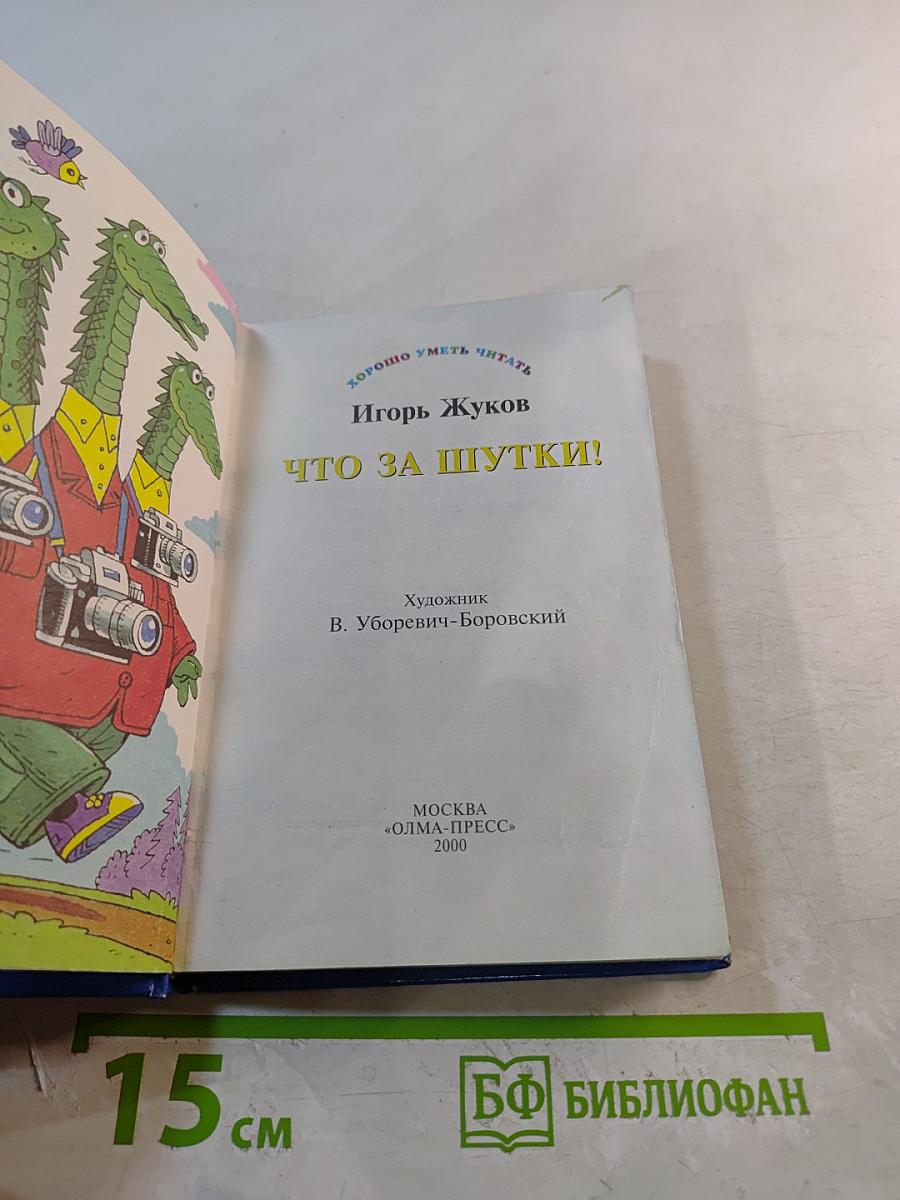 ХОРОШО УМЕТЬ ЧИТАТЬ
Игорь Жуков
ЧТО ЗА ШУТКИ!
Художник
В. Уборевич-Боровский
МОСКВА
«ОЛМА-ПРЕСС»
2000
15 см
БФ БИБЛИОФАН